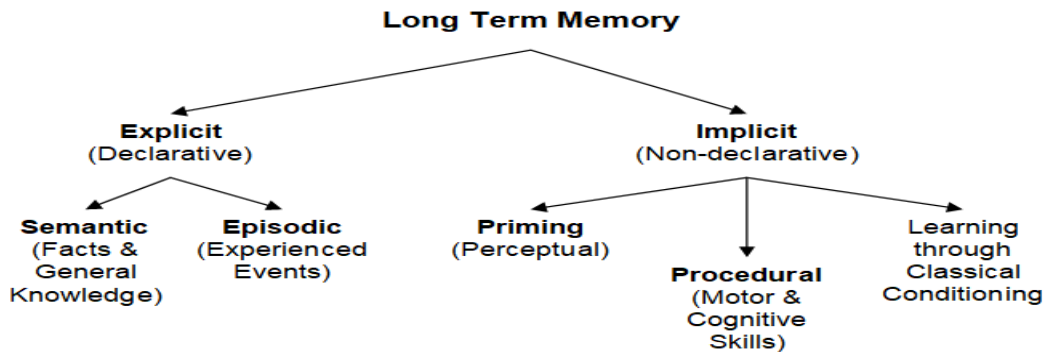 Long Term Memory
Explicit
(Declarative)
Implicit
(Non-declarative)
Semantic
(Facts &
General
Knowledge)
Episodic
(Experienced
Events)
Priming
(Perceptual)
Procedural
(Motor &
Cognitive
Skills)
Learning
through
Classical
Conditioning